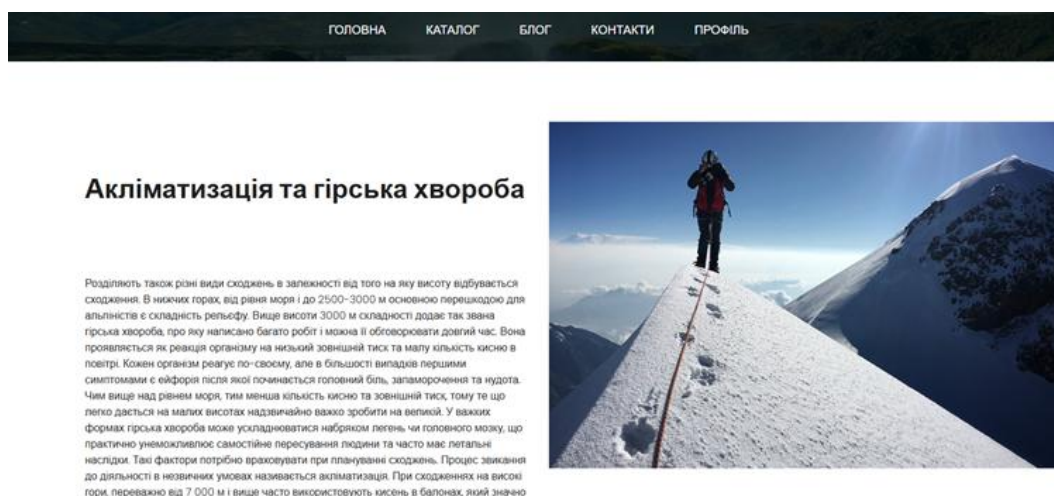 ГОЛОВНА КАТАЛОГ БЛОГ КОНТАКТИ ПРОФІЛЬ
Акліматизація та гірська хвороба
Розділяють також різні види сходжень в залежності від того на яку висоту відбувається
сходження. В нижчих горах, від рівня моря і до 2500-3000 м основною перешкодою для
альпіністів є складність рельєфу. Вище висоти 3000 м складності додає так звана
гірська хвороба, про яку написано багато робіт і можна її обговорювати довгий час. Вона
проявляється як реакція організму на низький зовнішній тиск та малу кількість кисню в
повітрі. Кожен організм реагує по-своєму, але в більшості випадків першими
симптомами є ейфорія після якої починається головний біль, запаморочення та нудота.
Чим вище над рівнем моря, тим менша кількість кисню та зовнішній тиск, тому те що
легко дається на малих висотах надзвичайно важко зробити на великій. У важких
формах гірська хвороба може ускладнюватися набряком легень чи головного мозку, що
практично унеможливлює самостійне пересування людини та часто має летальні
наслідки. Такі фактори потрібно враховувати при плануванні сходжень. Процес звикання
до діяльності в незвичних умовах називається акліматизація. При сходженнях на високі
гори, переважно від 7 000 м і вище часто використовують кисень в балонах, який значно